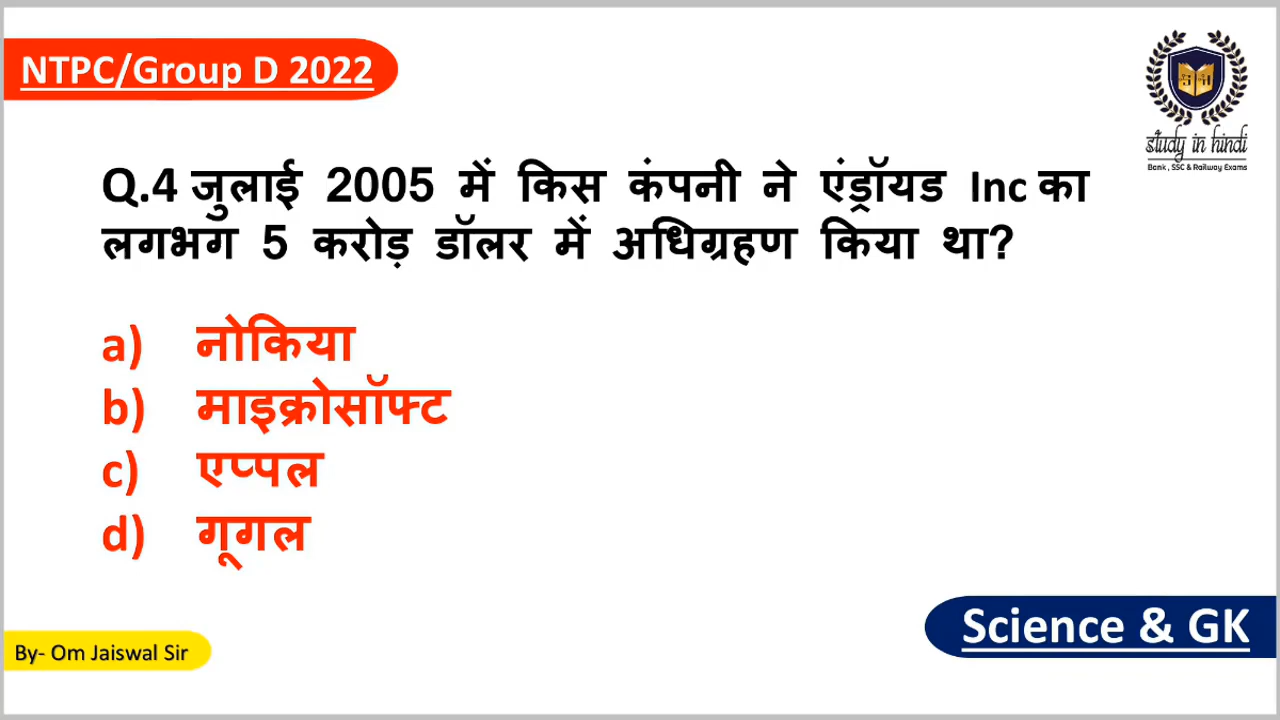 NTPC/Group D 2022
study in hindi
Bank , SSC & Railway Exams
Q.4 जुलाई 2005 में किस कंपनी ने एंड्रॉयड Inc का
लगभग 5 करोड़ डॉलर में अधिग्रहण किया था?
a) नोकिया
b) माइक्रोसॉफ्ट
c) एप्पल
d) गूगल
Science & GK
By- Om Jaiswal Sir